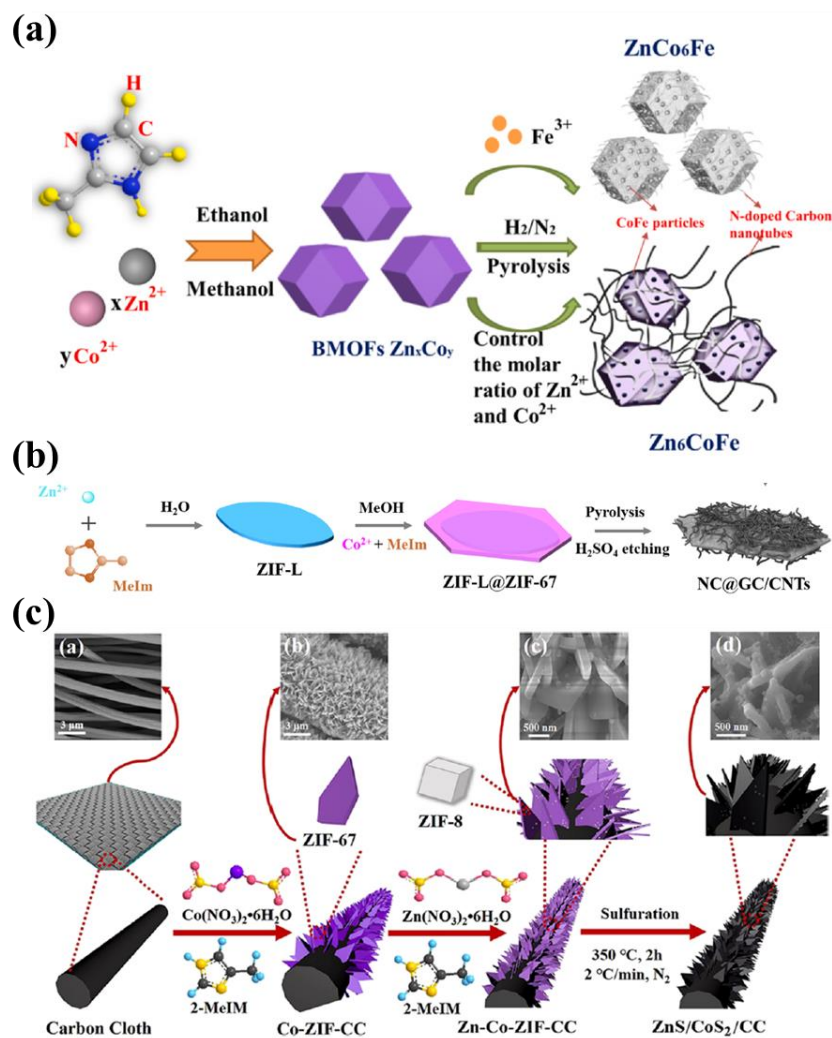 (a)
H
N
C
xZn²⁺
yCo²⁺
Ethanol
Methanol
BMOFs ZnₓCoᵧ
Fe³⁺
H₂/N₂
Pyrolysis
Control
the molar
ratio of Zn²⁺
and Co²⁺
ZnCo₆Fe
CoFe particles
N-doped Carbon
nanotubes
Zn₆CoFe
(b)
Zn²⁺
+
MeIm
H₂O
ZIF-L
MeOH
Co²⁺ + MeIm
ZIF-L@ZIF-67
Pyrolysis
H₂SO₄ etching
NC@GC/CNTs
(c)
(a)
3 μm
(b)
3 μm
(c)
500 nm
(d)
500 nm
ZIF-67
ZIF-8
Co(NO₃)₂•6H₂O
2-MeIM
Zn(NO₃)₂•6H₂O
2-MeIM
Sulfuration
350 °C, 2h
2 °C/min, N₂
Carbon Cloth
Co-ZIF-CC
Zn-Co-ZIF-CC
ZnS/CoS₂/CC